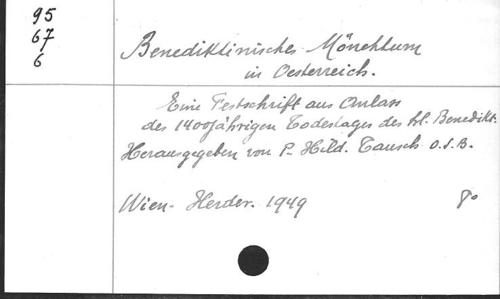 95
67
6
Benediktinisches Mönchtum
in Oesterreich.
Eine Festschrift aus Anlass
des 1400jährigen Todestages des hl. Benedikt.
Herausgegeben von P. Hild. Tausch O.S.B.
Wien - Herder. 1949 8°